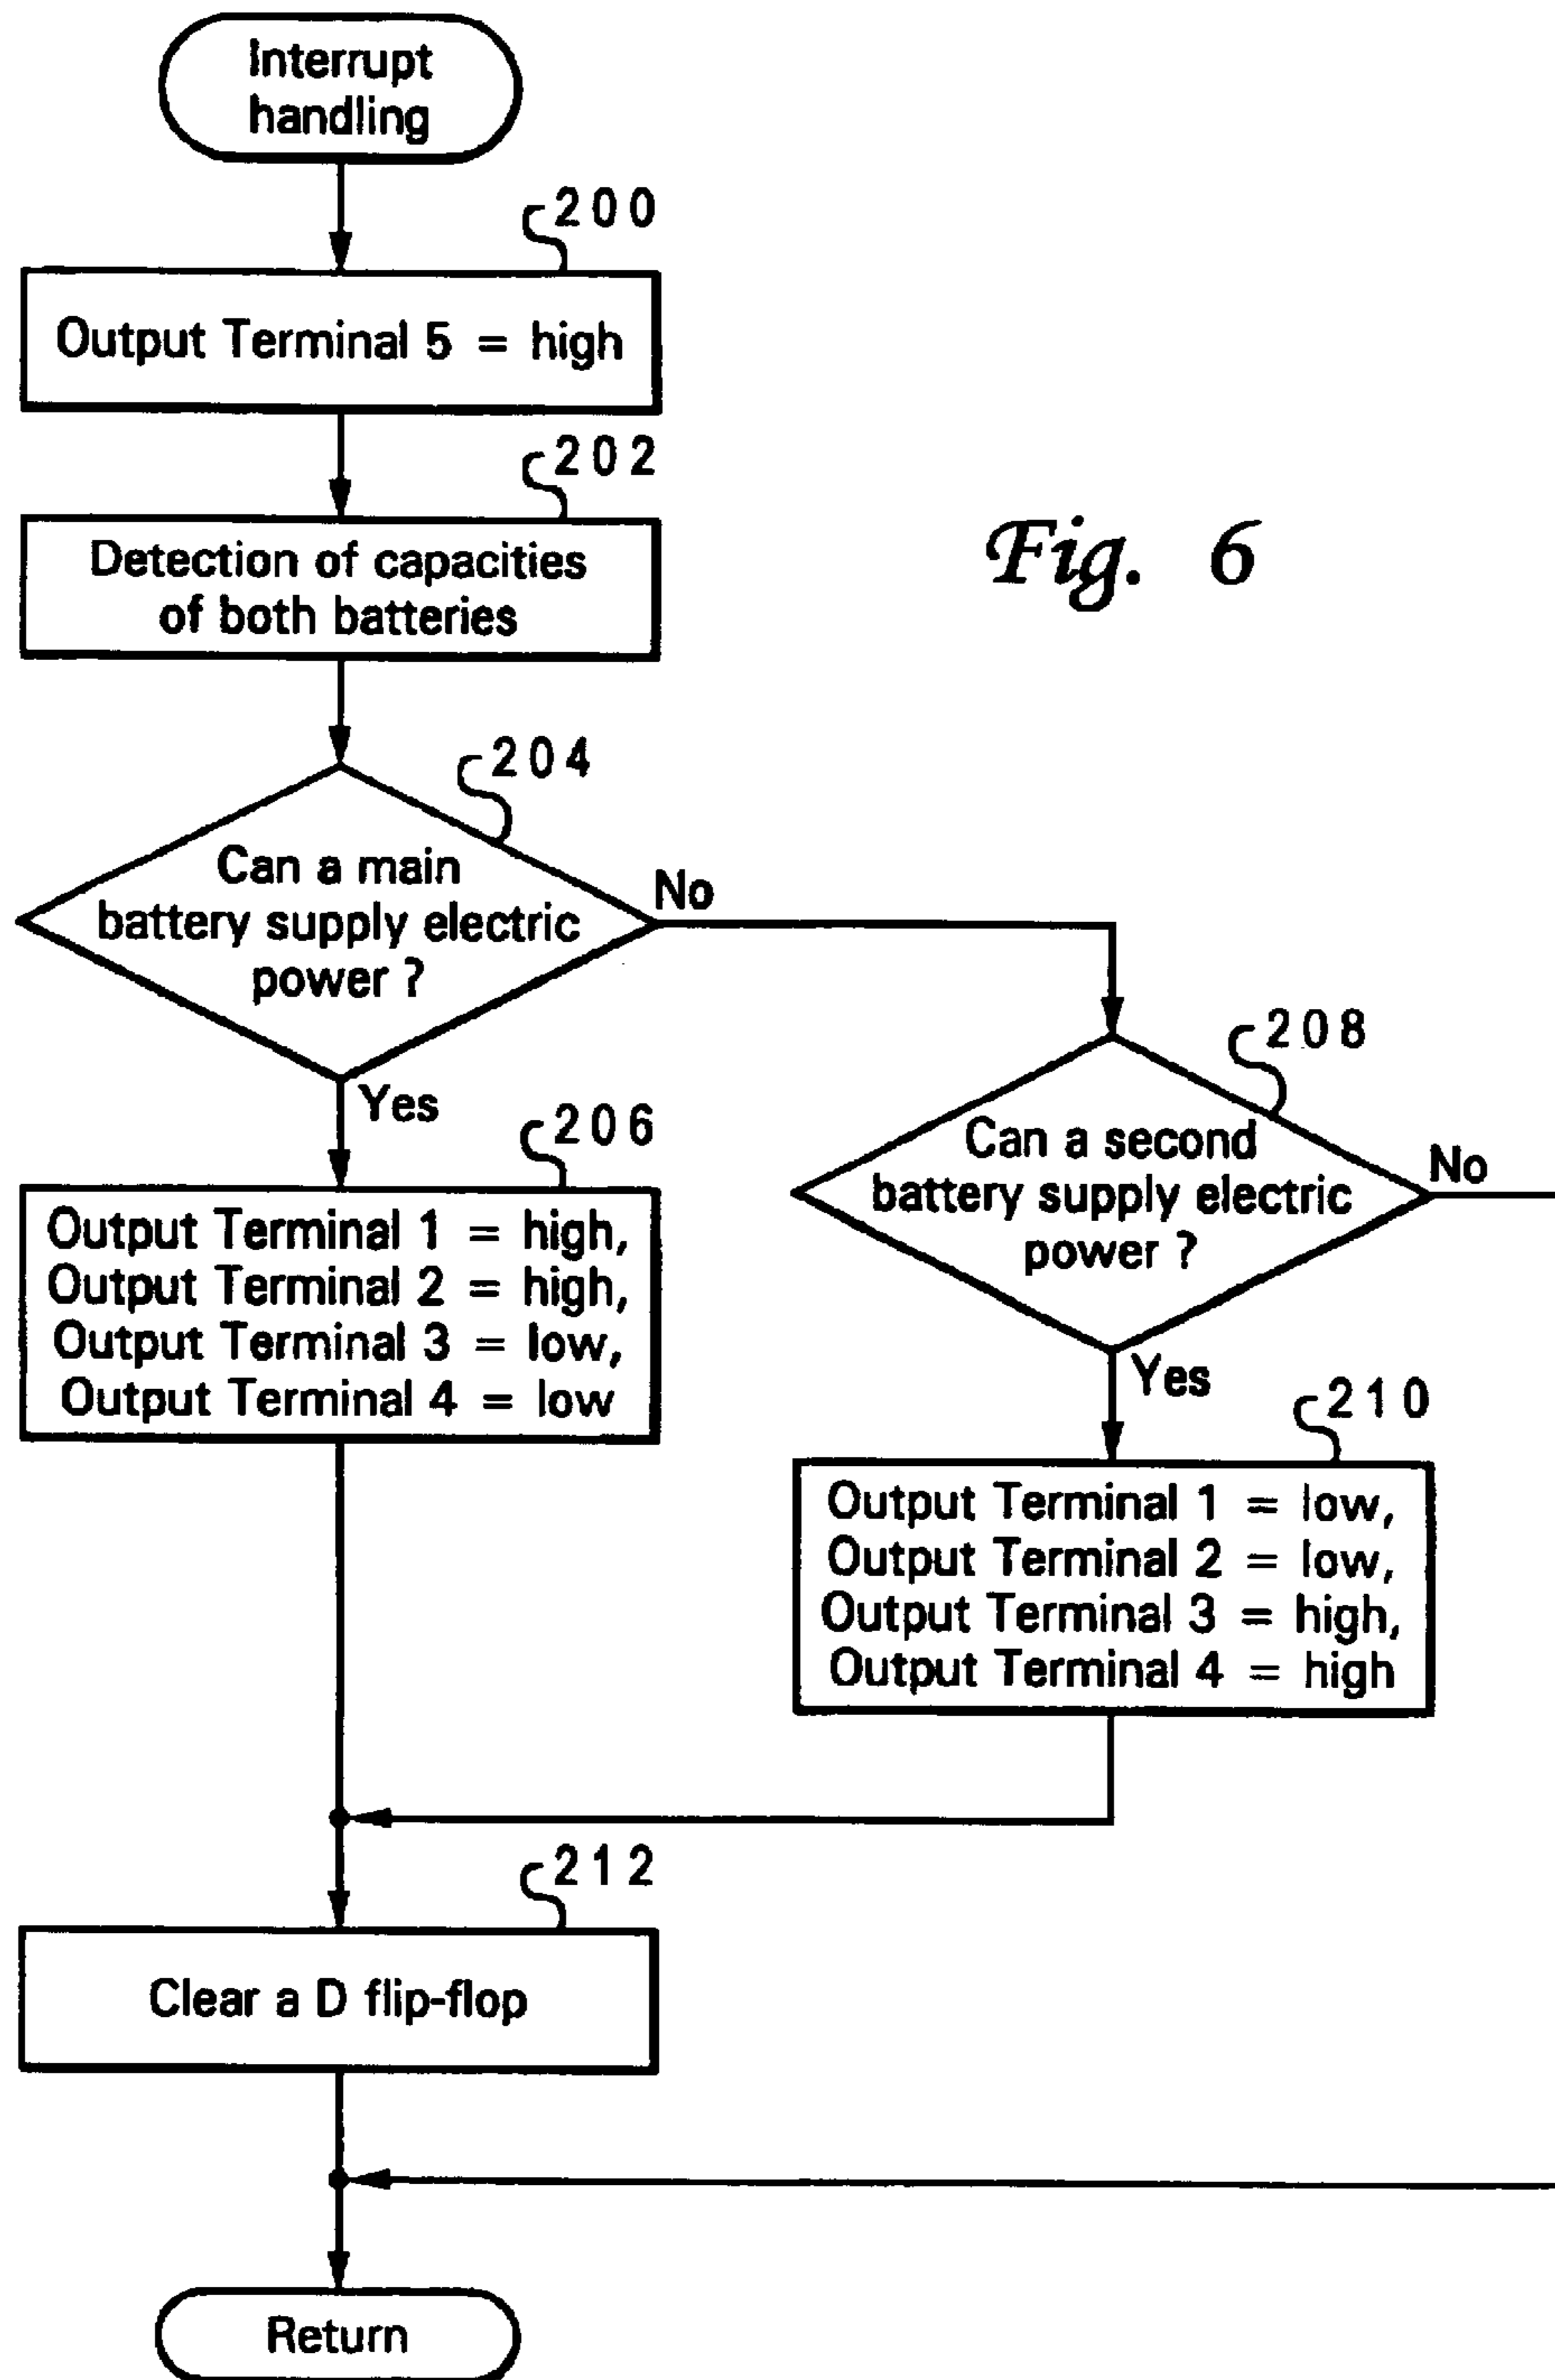 Interrupt
handling
200
Output Terminal 5 = high
202
Detection of capacities
of both batteries
Fig. 6
204
Can a main
battery supply electric
power ?
No
Yes
208
Can a second
battery supply electric
power ?
No
Yes
206
Output Terminal 1 = high,
Output Terminal 2 = high,
Output Terminal 3 = low,
Output Terminal 4 = low
210
Output Terminal 1 = low,
Output Terminal 2 = low,
Output Terminal 3 = high,
Output Terminal 4 = high
212
Clear a D flip-flop
Return